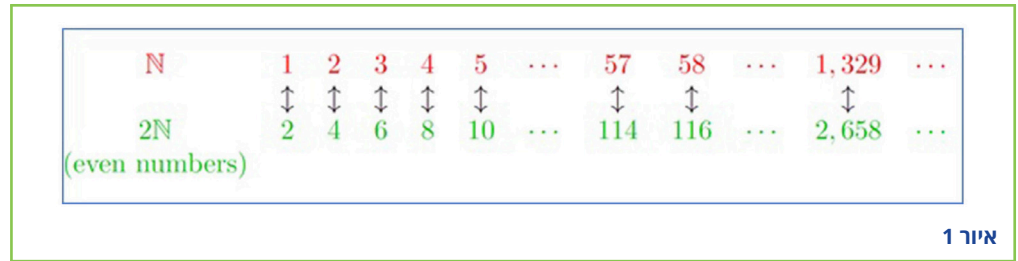 ℕ 1 2 3 4 5 ⋯ 57 58 ⋯ 1,329 ⋯
↕ ↕ ↕ ↕ ↕ ↕ ↕ ↕
2ℕ 2 4 6 8 10 ⋯ 114 116 ⋯ 2,658 ⋯
(even numbers)
איור 1